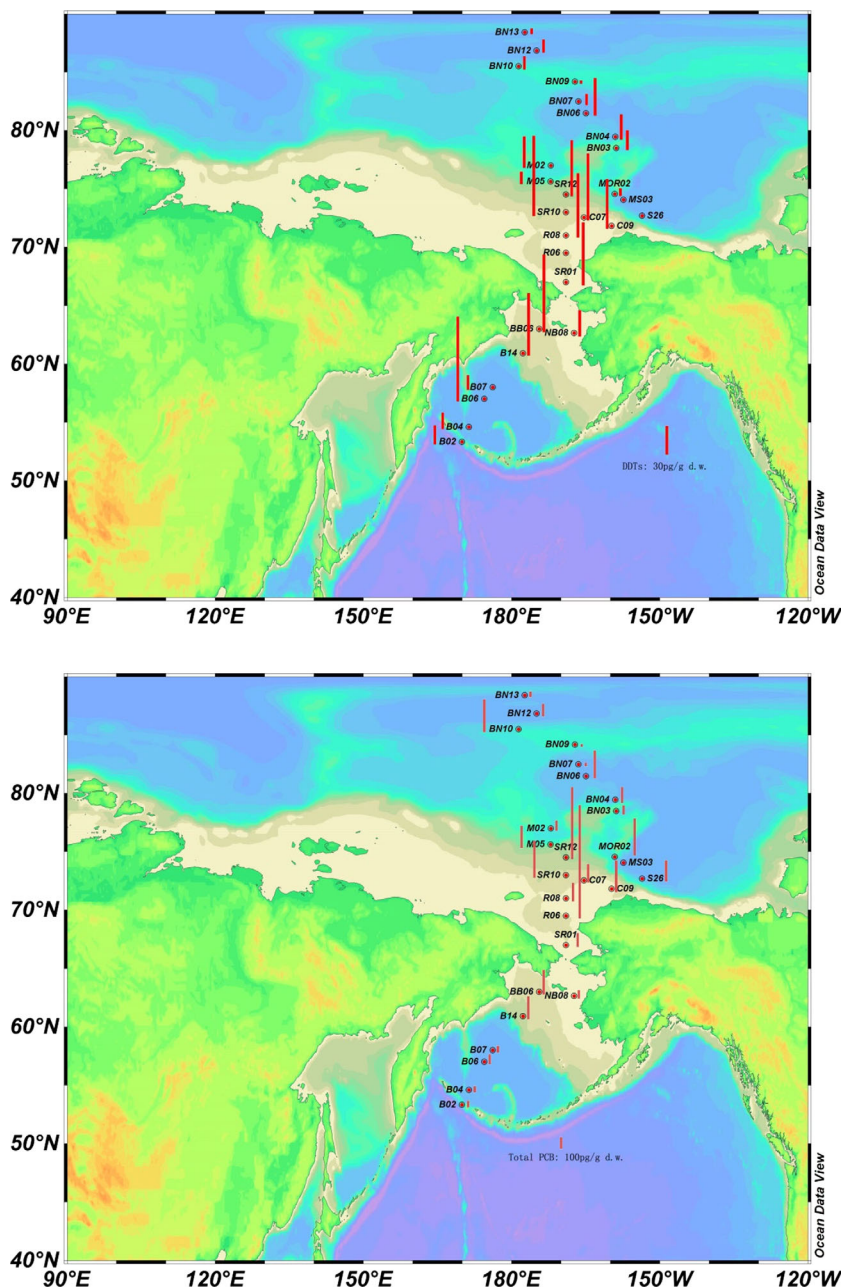 BN13
BN12
BN10
BN09
BN07
BN06
80°N
BN04
BN03
M02
M05
SR12
MOR02
MS03
SR10
C07
S26
C09
70°N
R08
R06
SR01
BB06
NB08
60°N
B14
B07
B06
B04
B02
DDTs: 30pg/g d.w.
50°N
40°N
Ocean Data View
90°E 120°E 150°E 180°W 150°W 120°W
BN13
BN12
BN10
BN09
BN07
BN06
80°N
BN04
BN03
M02
M05
SR12
MOR02
MS03
SR10
C07
S26
C09
70°N
R08
R06
SR01
BB06
NB08
60°N
B14
B07
B06
B04
B02
Total PCB: 100pg/g d.w.
50°N
40°N
Ocean Data View
90°E 120°E 150°E 180°W 150°W 120°W